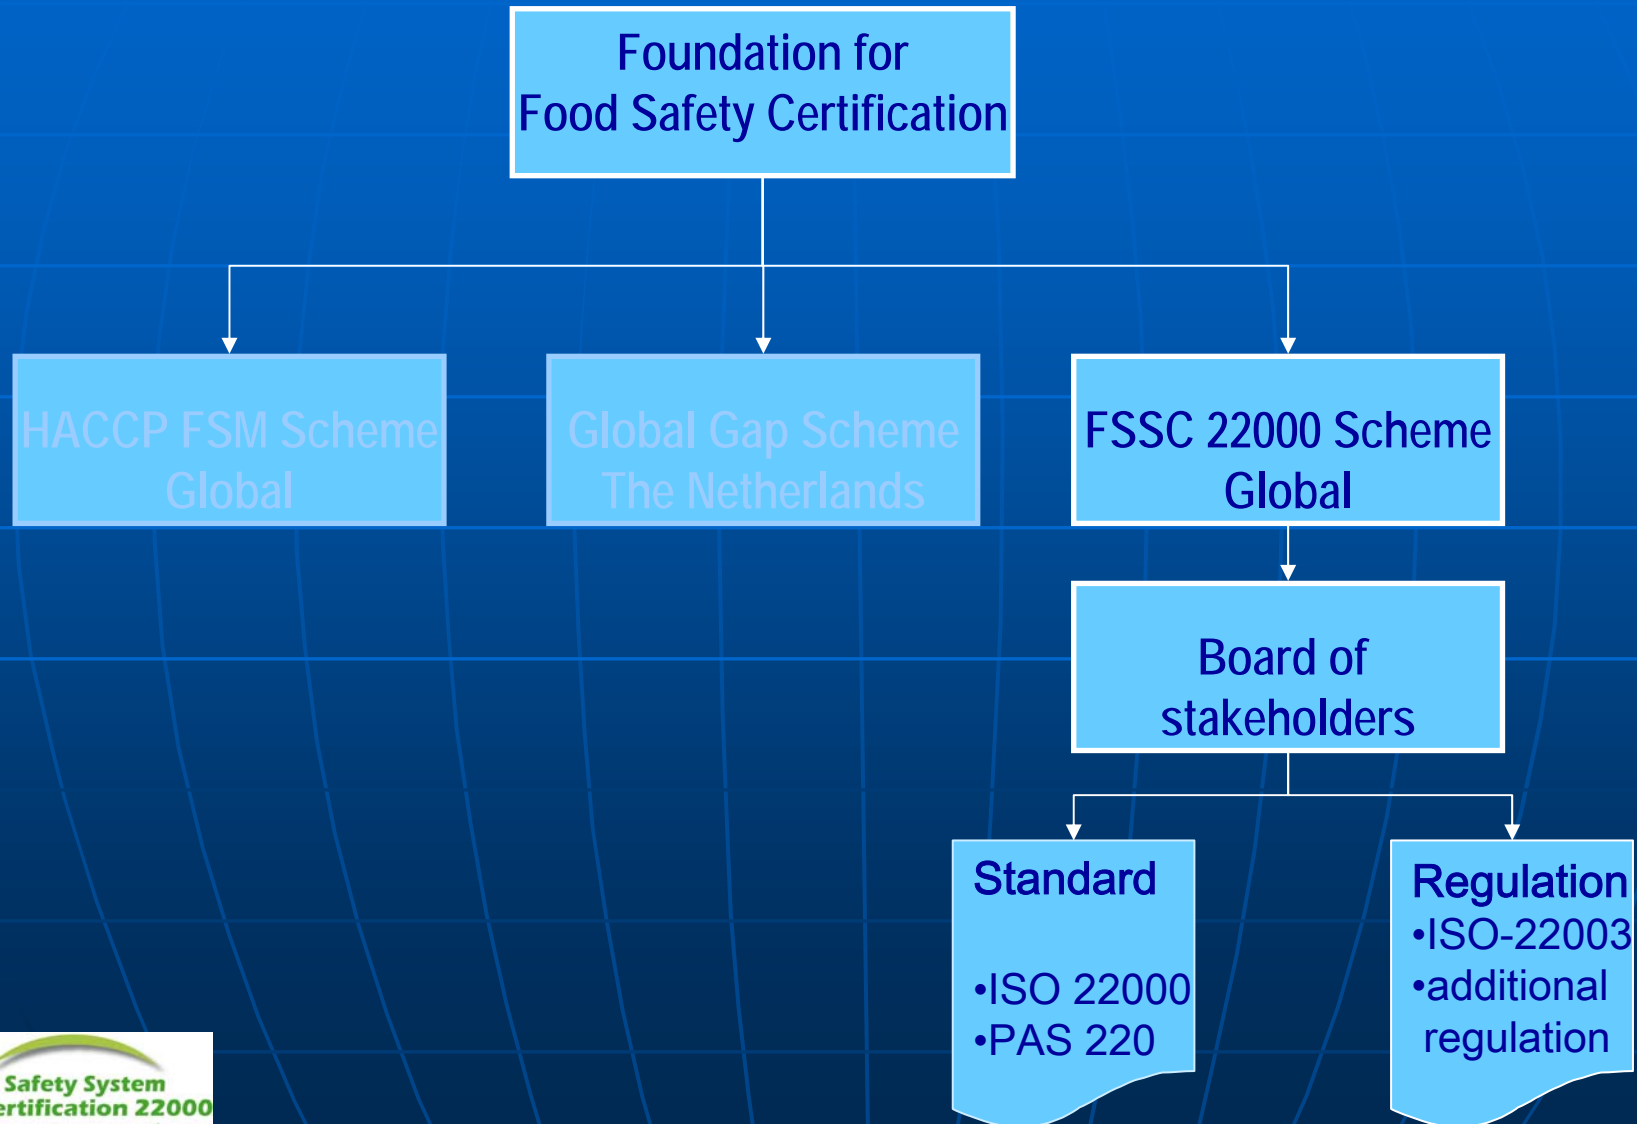 Foundation for
Food Safety Certification
HACCP FSM Scheme
Global
Global Gap Scheme
The Netherlands
FSSC 22000 Scheme
Global
Board of
stakeholders
Standard
•ISO 22000
•PAS 220
Regulation
•ISO-22003
•additional
regulation
Safety System
ertification 22000